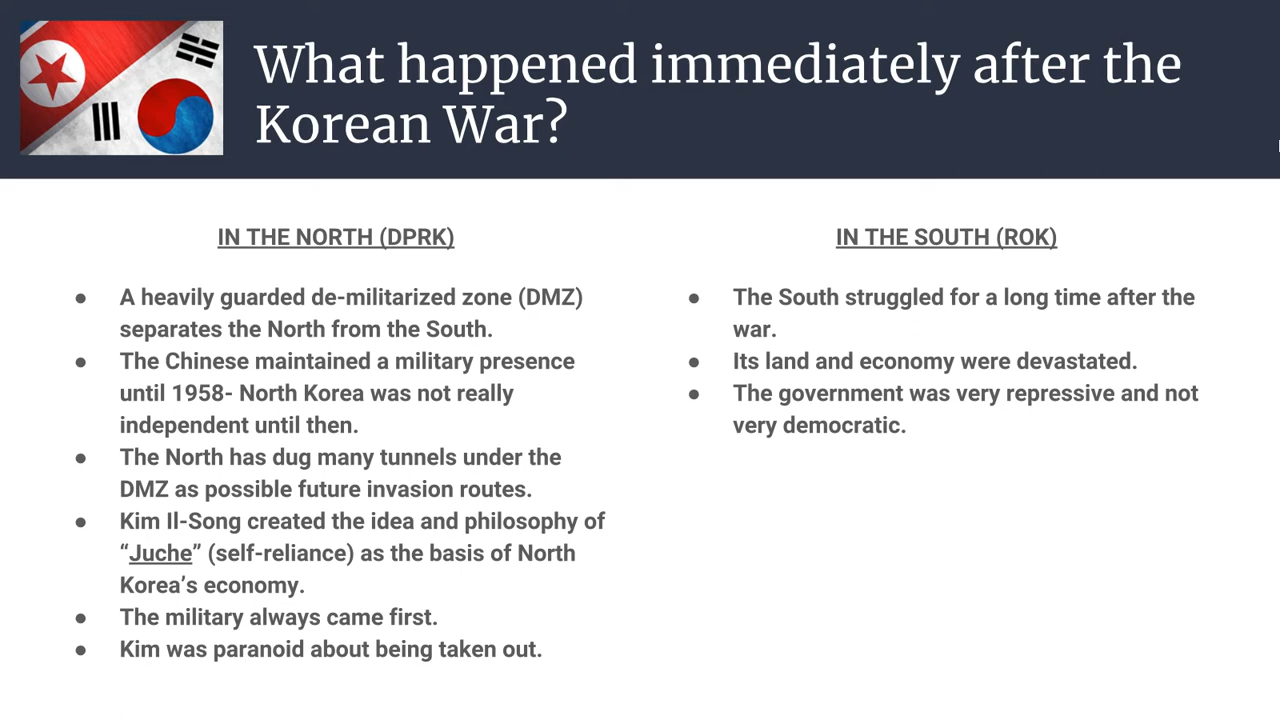 What happened immediately after the
Korean War?
IN THE NORTH (DPRK)
● A heavily guarded de-militarized zone (DMZ)
separates the North from the South.
● The Chinese maintained a military presence
until 1958- North Korea was not really
independent until then.
● The North has dug many tunnels under the
DMZ as possible future invasion routes.
● Kim Il-Song created the idea and philosophy of
“Juche” (self-reliance) as the basis of North
Korea’s economy.
● The military always came first.
● Kim was paranoid about being taken out.
IN THE SOUTH (ROK)
● The South struggled for a long time after the
war.
● Its land and economy were devastated.
● The government was very repressive and not
very democratic.